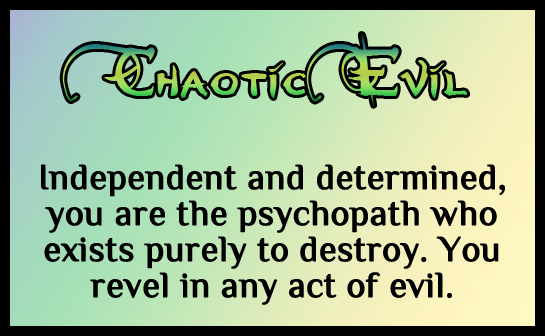 Chaotic Evil
Independent and determined,
you are the psychopath who
exists purely to destroy. You
revel in any act of evil.